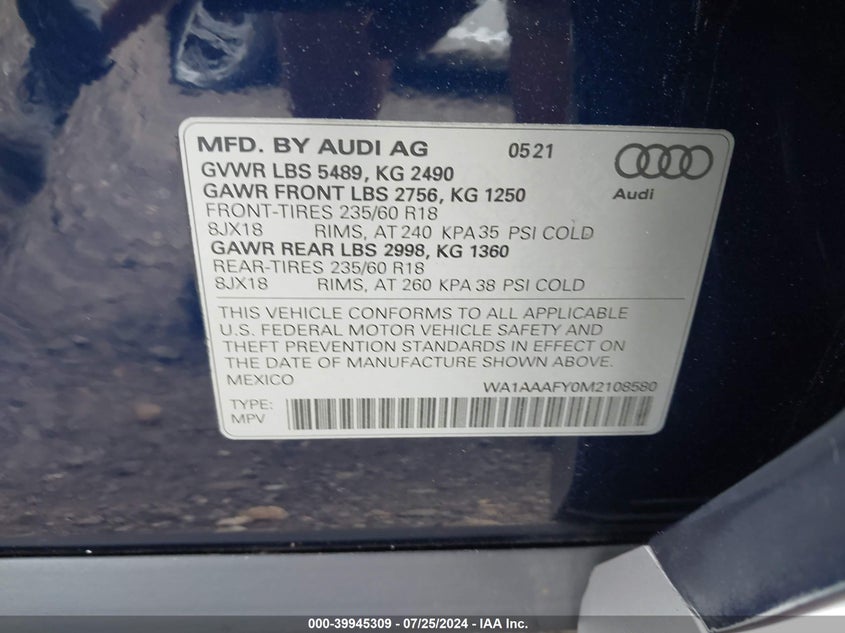 MFD. BY AUDI AG 0521
GVWR LBS 5489, KG 2490
GAWR FRONT LBS 2756, KG 1250
Audi
FRONT-TIRES 235/60 R18
8JX18 RIMS, AT 240 KPA 35 PSI COLD
GAWR REAR LBS 2998, KG 1360
REAR-TIRES 235/60 R18
8JX18 RIMS, AT 260 KPA 38 PSI COLD
THIS VEHICLE CONFORMS TO ALL APPLICABLE
U.S. FEDERAL MOTOR VEHICLE SAFETY AND
THEFT PREVENTION STANDARDS IN EFFECT ON
THE DATE OF MANUFACTURE SHOWN ABOVE.
MEXICO WA1AAAFY0M2108580
TYPE:
MPV
000-39945309 - 07/25/2024 - IAA Inc.